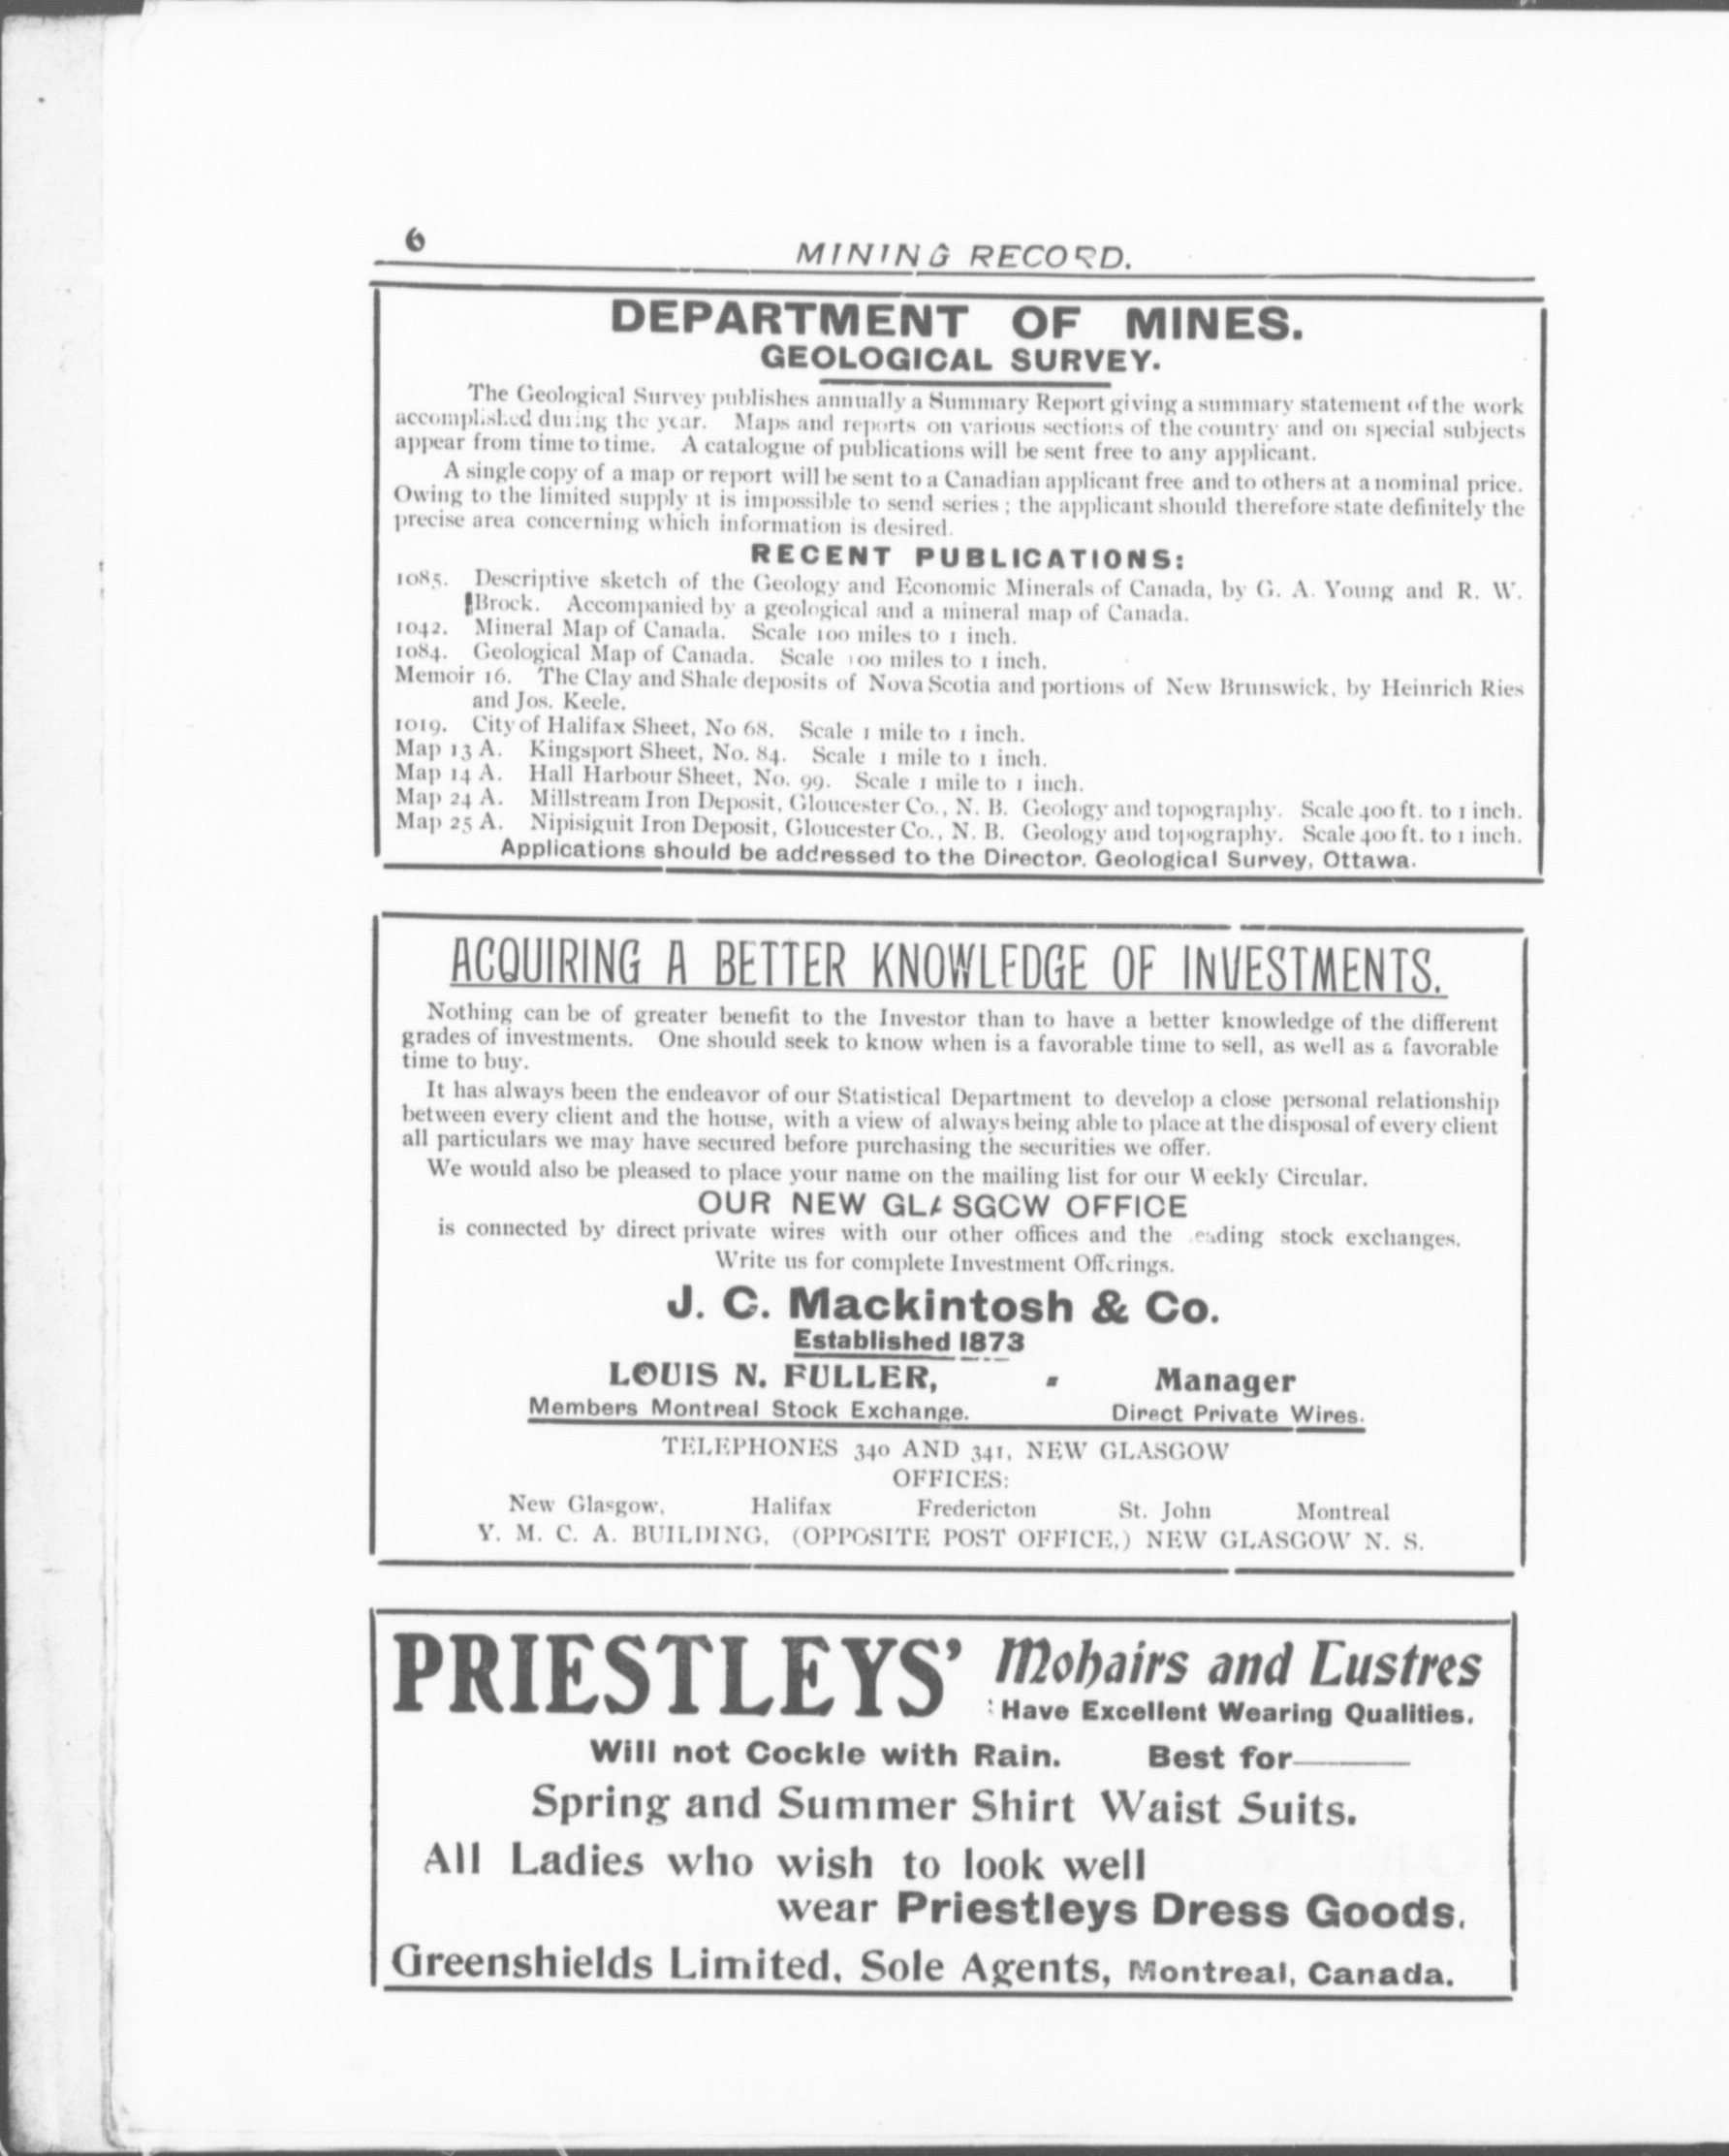 6
MINING RECORD.
DEPARTMENT OF MINES.
GEOLOGICAL SURVEY.
The Geological Survey publishes annually a Summary Report giving a summary statement of the work
accomplished during the year. Maps and reports on various sections of the country and on special subjects
appear from time to time. A catalogue of publications will be sent free to any applicant.
A single copy of a map or report will be sent to a Canadian applicant free and to others at a nominal price.
Owing to the limited supply it is impossible to send series ; the applicant should therefore state definitely the
precise area concerning which information is desired.
RECENT PUBLICATIONS:
1085. Descriptive sketch of the Geology and Economic Minerals of Canada, by G. A. Young and R. W.
Brock. Accompanied by a geological and a mineral map of Canada.
1042. Mineral Map of Canada. Scale 100 miles to 1 inch.
1084. Geological Map of Canada. Scale 100 miles to 1 inch.
Memoir 16. The Clay and Shale deposits of Nova Scotia and portions of New Brunswick, by Heinrich Ries
and Jos. Keele.
1019. City of Halifax Sheet, No 68. Scale 1 mile to 1 inch.
Map 13 A. Kingsport Sheet, No. 84. Scale 1 mile to 1 inch.
Map 14 A. Hall Harbour Sheet, No. 99. Scale 1 mile to 1 inch.
Map 24 A. Millstream Iron Deposit, Gloucester Co., N. B. Geology and topography. Scale 400 ft. to 1 inch.
Map 25 A. Nipisiguit Iron Deposit, Gloucester Co., N. B. Geology and topography. Scale 400 ft. to 1 inch.
Applications should be addressed to the Director. Geological Survey, Ottawa.
ACQUIRING A BETTER KNOWLEDGE OF INVESTMENTS.
Nothing can be of greater benefit to the Investor than to have a better knowledge of the different
grades of investments. One should seek to know when is a favorable time to sell, as well as a favorable
time to buy.
It has always been the endeavor of our Statistical Department to develop a close personal relationship
between every client and the house, with a view of always being able to place at the disposal of every client
all particulars we may have secured before purchasing the securities we offer.
We would also be pleased to place your name on the mailing list for our Weekly Circular.
OUR NEW GLASGOW OFFICE
is connected by direct private wires with our other offices and the leading stock exchanges.
Write us for complete Investment Offerings.
J. C. Mackintosh & Co.
Established 1873
LOUIS N. FULLER, - Manager
Members Montreal Stock Exchange. Direct Private Wires.
TELEPHONES 340 AND 341, NEW GLASGOW
OFFICES:
New Glasgow, Halifax Fredericton St. John Montreal
Y. M. C. A. BUILDING, (OPPOSITE POST OFFICE,) NEW GLASGOW N. S.
PRIESTLEYS' Mohairs and Lustres
Have Excellent Wearing Qualities.
Will not Cockle with Rain. Best for——
Spring and Summer Shirt Waist Suits.
All Ladies who wish to look well
wear Priestleys Dress Goods.
Greenshields Limited, Sole Agents, Montreal, Canada.